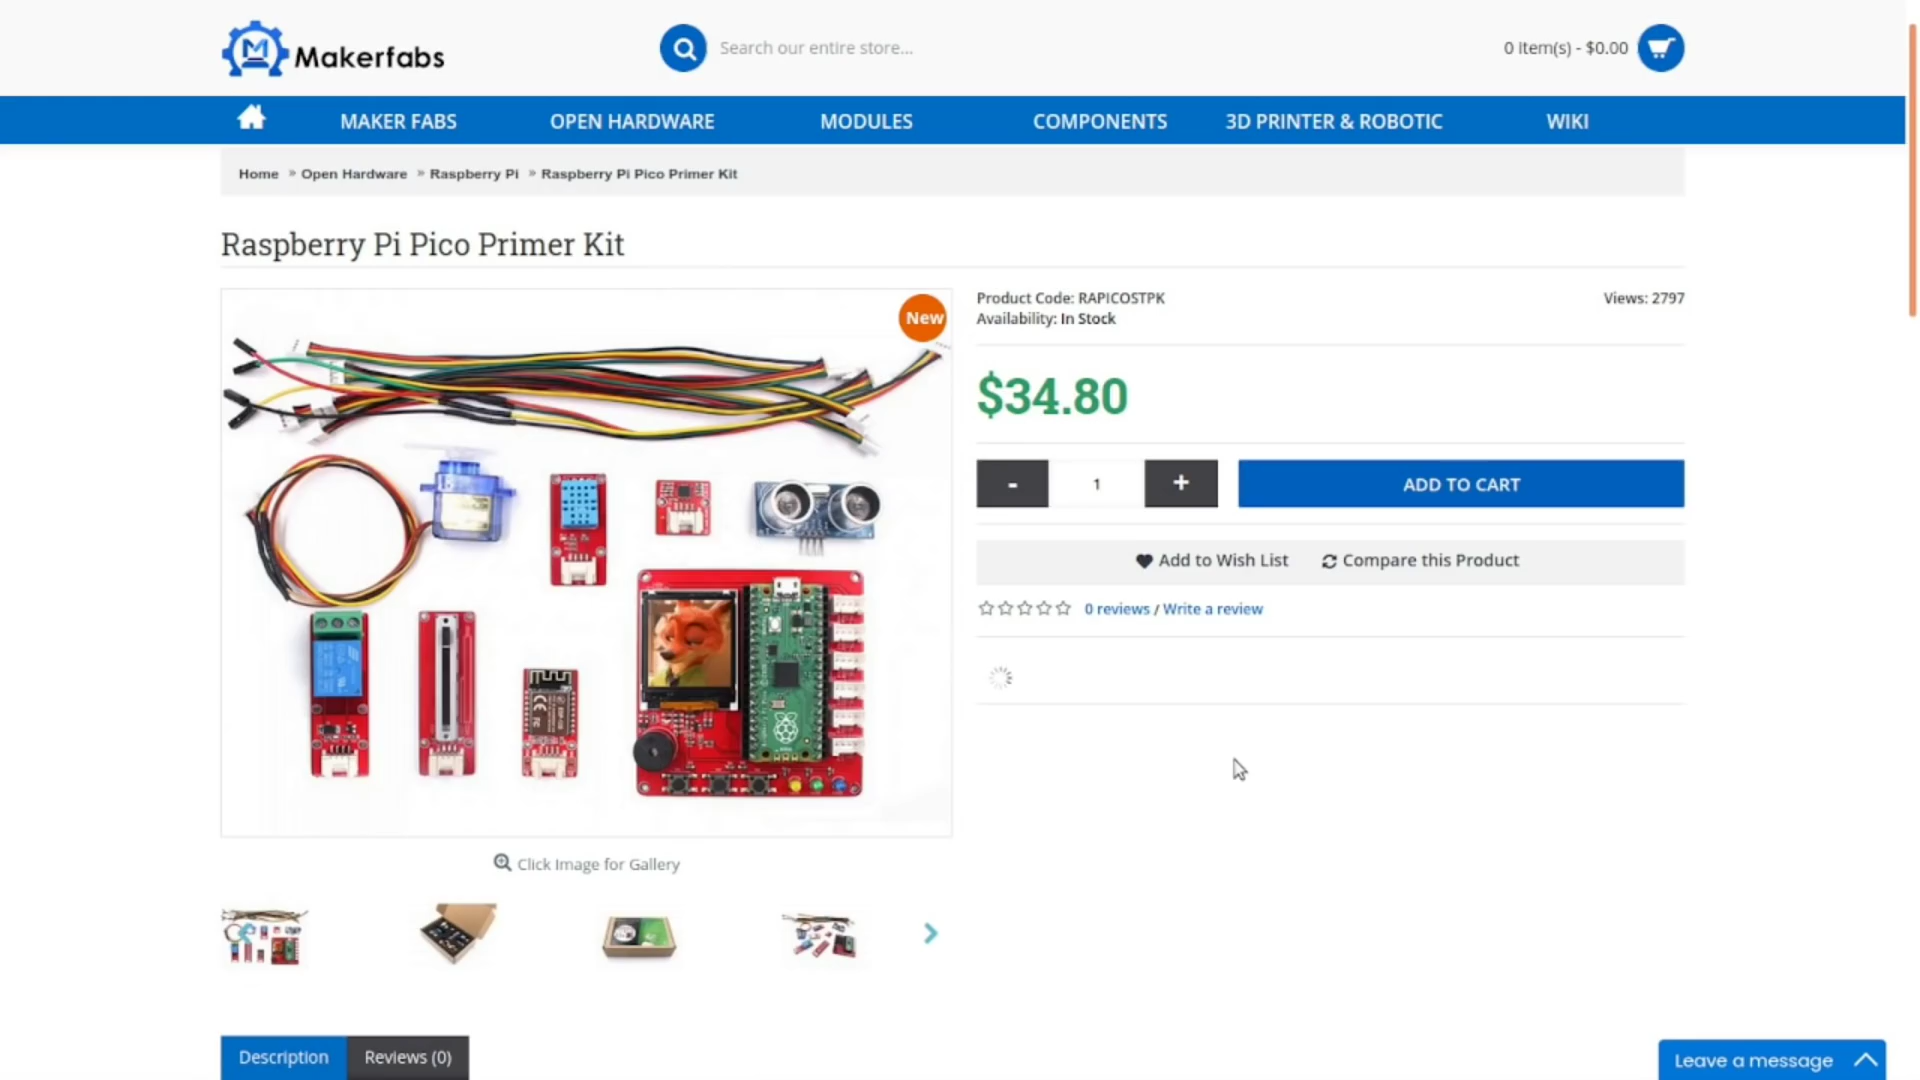 Makerfabs
Search our entire store...
0 item(s) - $0.00
MAKER FABS
OPEN HARDWARE
MODULES
COMPONENTS
3D PRINTER & ROBOTIC
WIKI
Home » Open Hardware » Raspberry Pi » Raspberry Pi Pico Primer Kit
Raspberry Pi Pico Primer Kit
New
Product Code: RAPICOSTPK
Views: 2797
Availability: In Stock
$34.80
- 1 +
ADD TO CART
Add to Wish List
Compare this Product
0 reviews / Write a review
Click Image for Gallery
Description
Reviews (0)
Leave a message